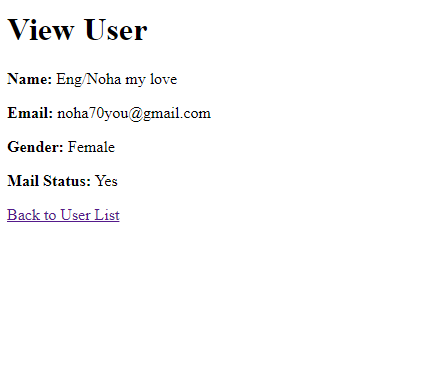 View User
Name: Eng/Noha my love
Email: noha70you@gmail.com
Gender: Female
Mail Status: Yes
Back to User List